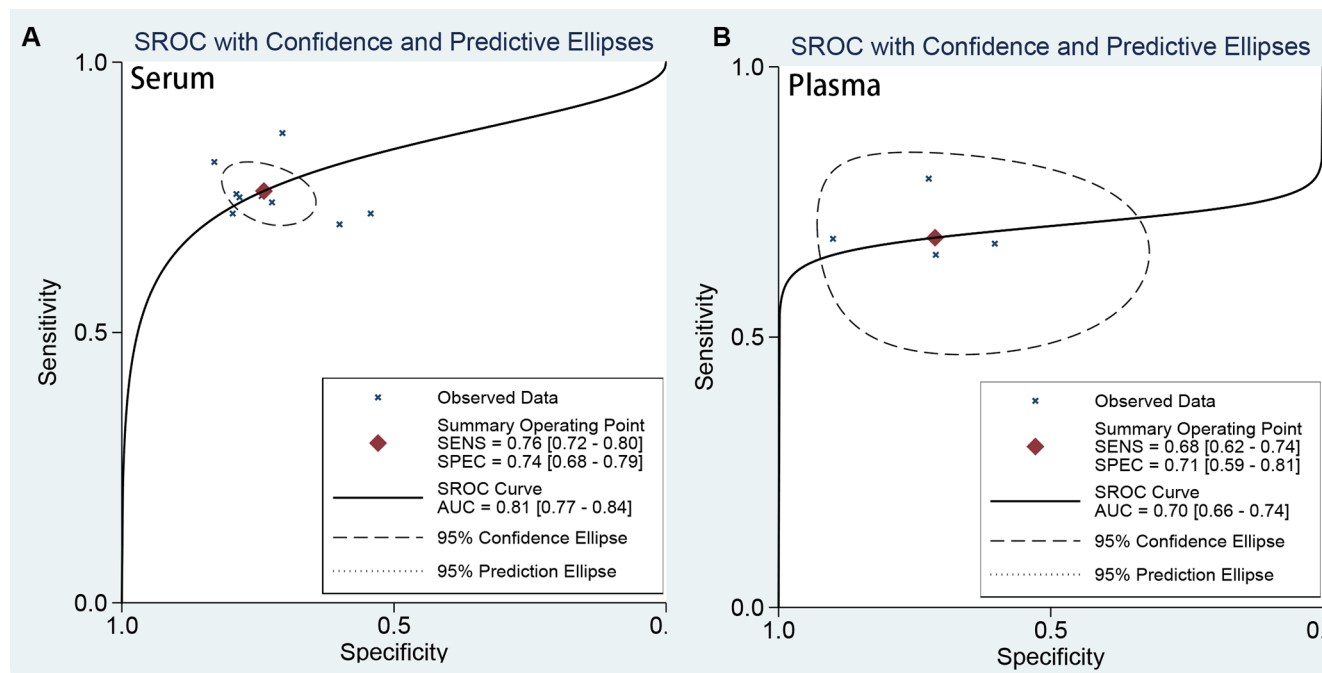 A
SROC with Confidence and Predictive Ellipses
Serum
1.0
0.5
0.0
Sensitivity
1.0
0.5
0.
Specificity
Observed Data
Summary Operating Point
SENS = 0.76 [0.72 - 0.80]
SPEC = 0.74 [0.68 - 0.79]
SROC Curve
AUC = 0.81 [0.77 - 0.84]
95% Confidence Ellipse
95% Prediction Ellipse
B
SROC with Confidence and Predictive Ellipses
Plasma
1.0
0.5
0.0
Sensitivity
1.0
0.5
0.
Specificity
Observed Data
Summary Operating Point
SENS = 0.68 [0.62 - 0.74]
SPEC = 0.71 [0.59 - 0.81]
SROC Curve
AUC = 0.70 [0.66 - 0.74]
95% Confidence Ellipse
95% Prediction Ellipse